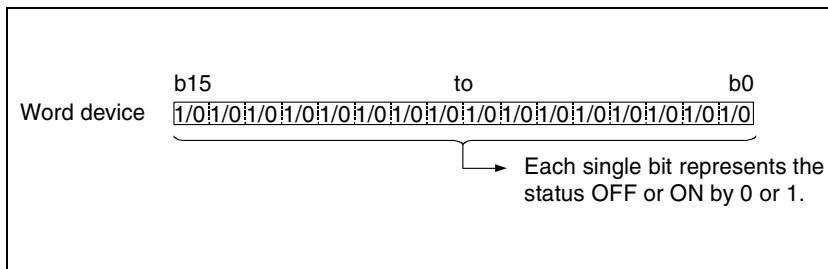 b15 to b0
Word device 1/0 1/0 1/0 1/0 1/0 1/0 1/0 1/0 1/0 1/0 1/0 1/0 1/0 1/0 1/0 1/0
Each single bit represents the
status OFF or ON by 0 or 1.